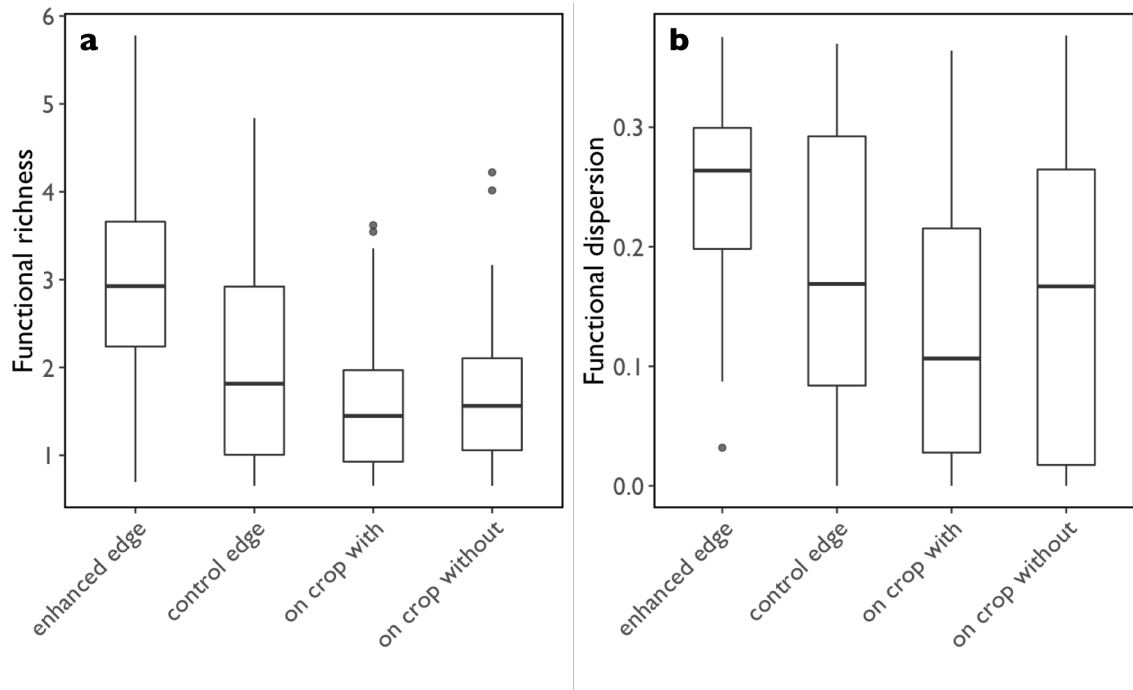 a
Functional richness
6
5
4
3
2
1
enhanced edge
control edge
on crop with
on crop without
b
Functional dispersion
0.3
0.2
0.1
0.0
enhanced edge
control edge
on crop with
on crop without